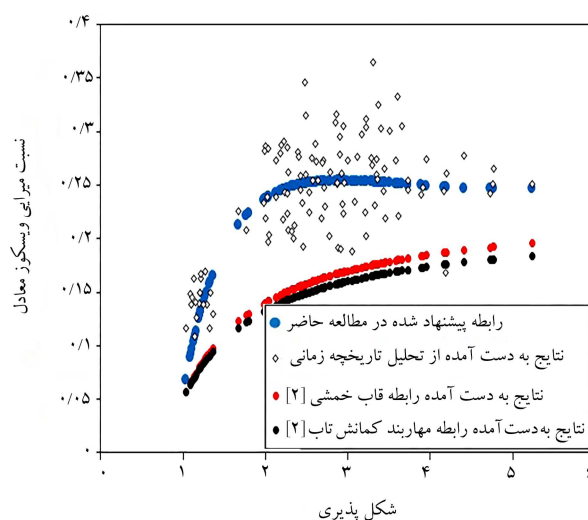 ۰/۴
۰/۳۵
۰/۳
۰/۲۵
۰/۲
۰/۱۵
۰/۱
۰/۰۵
۰
نسبت میرایی ویسکوز معادل
رابطه پیشنهاد شده در مطالعه حاضر
نتایج به دست آمده از تحلیل تاریخچه زمانی
نتایج به دست آمده رابطه قاب خمشی [۲]
نتایج به‌دست‌آمده رابطه مهاربند کمانش تاب [۲]
۰ ۱ ۲ ۳ ۴ ۵
شکل پذیری